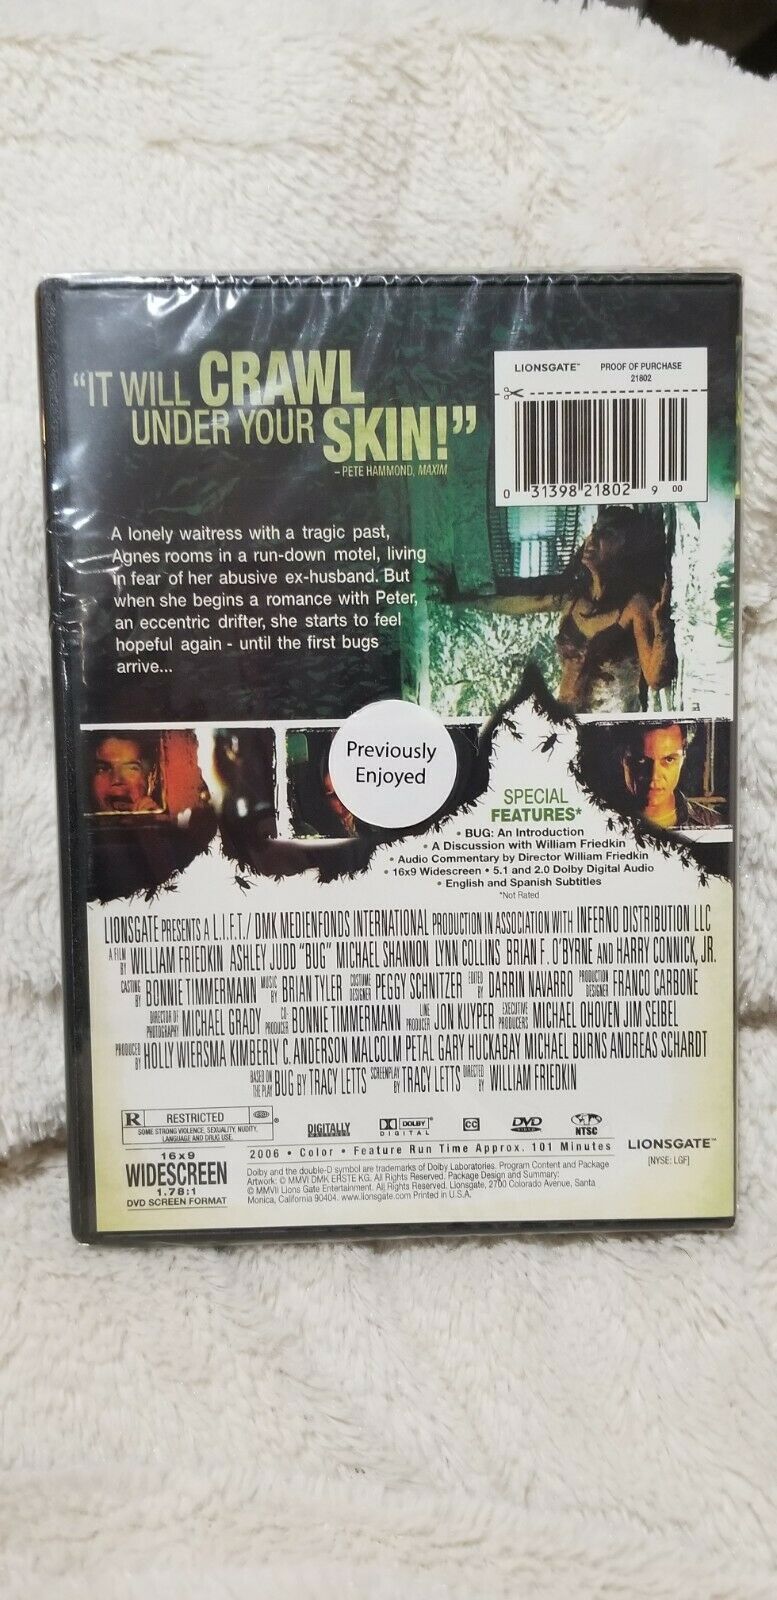 "IT WILL CRAWL
UNDER YOUR SKIN!"
– PETE HAMMOND, MAXIM
LIONSGATE™ PROOF OF PURCHASE
21802
0 31398 21802 9 00
A lonely waitress with a tragic past,
Agnes rooms in a run-down motel, living
in fear of her abusive ex-husband. But
when she begins a romance with Peter,
an eccentric drifter, she starts to feel
hopeful again - until the first bugs
arrive...
Previously
Enjoyed
SPECIAL
FEATURES*
• BUG: An Introduction
• A Discussion with William Friedkin
• Audio Commentary by Director William Friedkin
• 16x9 Widescreen • 5.1 and 2.0 Dolby Digital Audio
• English and Spanish Subtitles
*Not Rated
LIONSGATE PRESENTS A L.I.F.T./ DMK MEDIENFONDS INTERNATIONAL PRODUCTION IN ASSOCIATION WITH INFERNO DISTRIBUTION LLC
A FILM BY WILLIAM FRIEDKIN ASHLEY JUDD "BUG" MICHAEL SHANNON LYNN COLLINS BRIAN F. O'BYRNE AND HARRY CONNICK, JR.
CASTING BY BONNIE TIMMERMANN MUSIC BY BRIAN TYLER COSTUME DESIGNER PEGGY SCHNITZER EDITED BY DARRIN NAVARRO PRODUCTION DESIGNER FRANCO CARBONE
DIRECTOR OF PHOTOGRAPHY MICHAEL GRADY CO-PRODUCER BONNIE TIMMERMANN LINE PRODUCER JON KUYPER EXECUTIVE PRODUCERS MICHAEL OHOVEN JIM SEIBEL
PRODUCED BY HOLLY WIERSMA KIMBERLY C. ANDERSON MALCOLM PETAL GARY HUCKABAY MICHAEL BURNS ANDREAS SCHARDT
BASED ON THE PLAY BUG BY TRACY LETTS SCREENPLAY BY TRACY LETTS DIRECTED BY WILLIAM FRIEDKIN
R RESTRICTED
SOME STRONG VIOLENCE, SEXUALITY, NUDITY,
LANGUAGE AND DRUG USE.
DIGITALLY MASTERED
DOLBY DIGITAL
CC
DVD VIDEO
NTSC
16x9
WIDESCREEN
1.78:1
DVD SCREEN FORMAT
2006 • Color • Feature Run Time Approx. 101 Minutes
Dolby and the double-D symbol are trademarks of Dolby Laboratories. Program Content and Package
Artwork: © MMVI DMK ERSTE KG. All Rights Reserved. Package Design and Summary:
© MMVII Lions Gate Entertainment. All Rights Reserved. Lionsgate, 2700 Colorado Avenue, Santa
Monica, California 90404. www.lionsgate.com Printed in U.S.A.
LIONSGATE™
[NYSE: LGF]